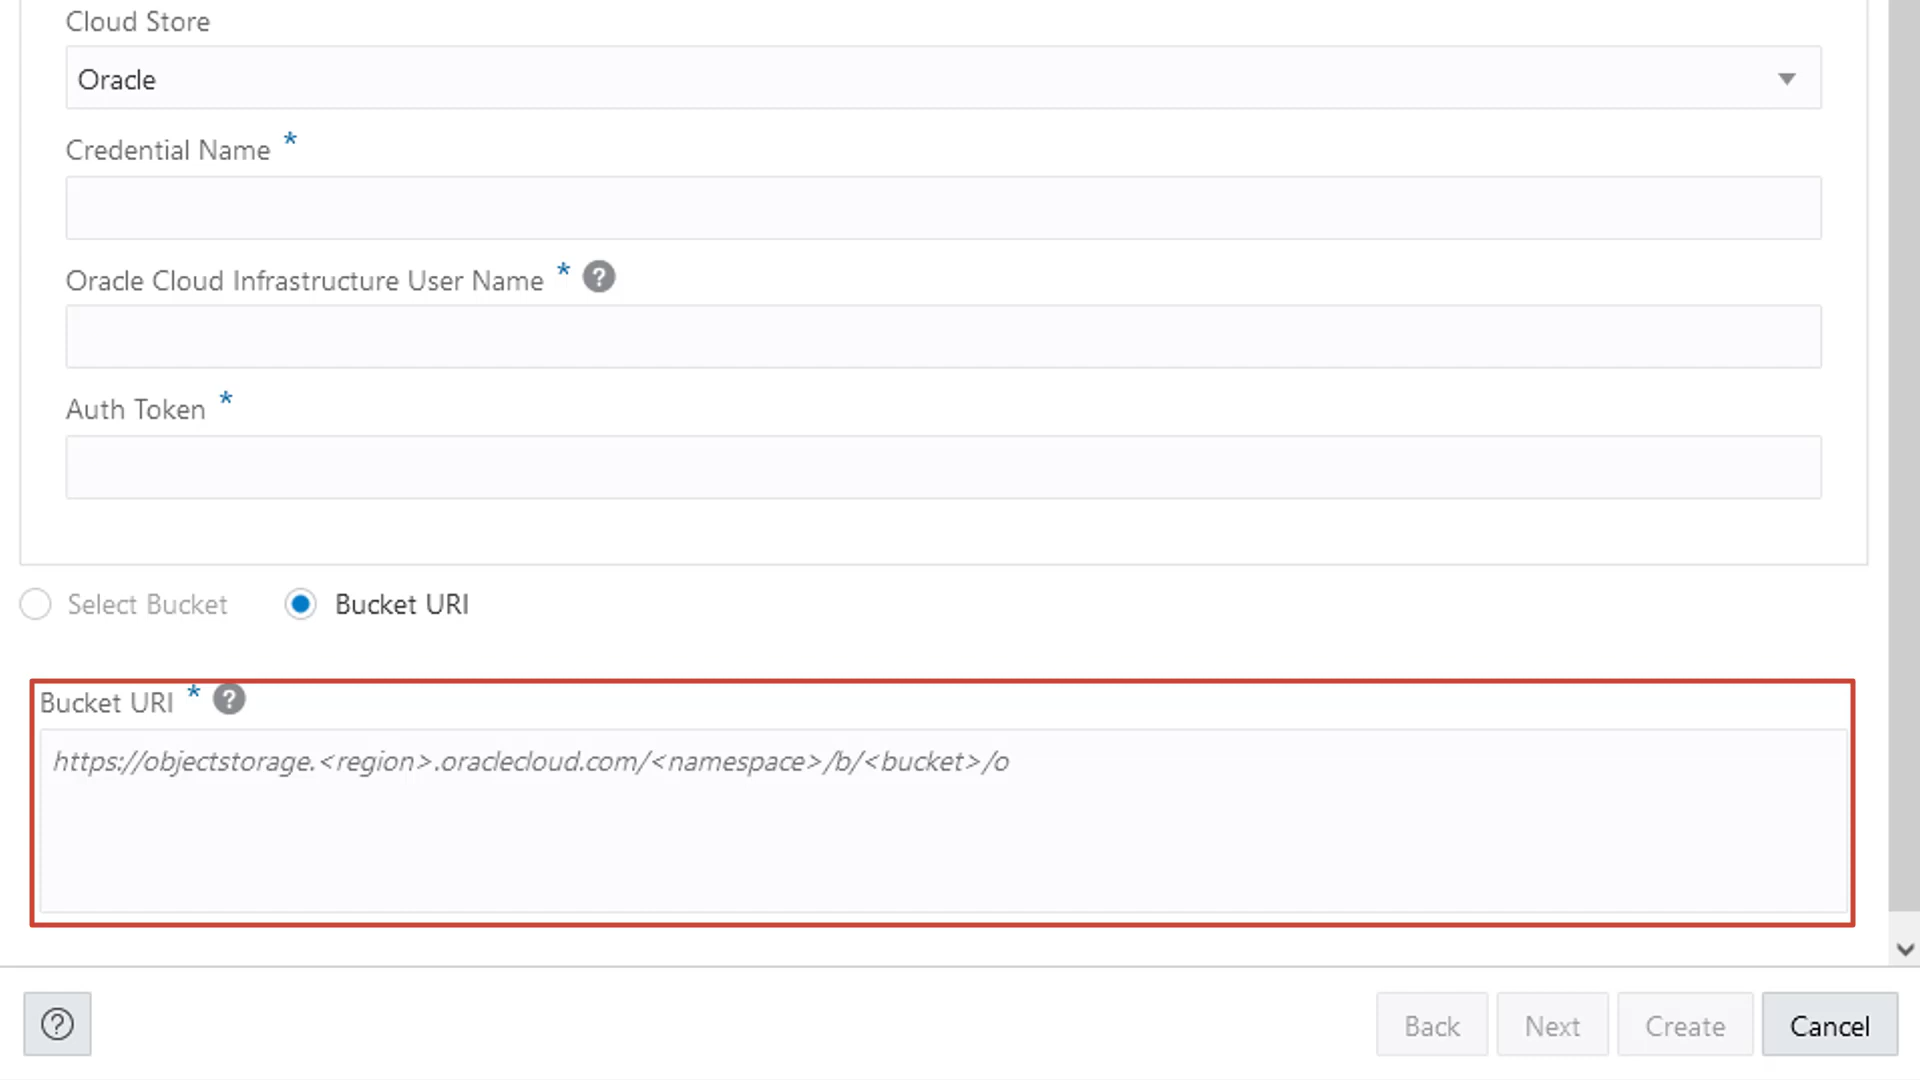 Cloud Store
Oracle
Credential Name *
Oracle Cloud Infrastructure User Name * ?
Auth Token *
Select Bucket Bucket URI
Bucket URI * ?
https://objectstorage.<region>.oraclecloud.com/<namespace>/b/<bucket>/o
? Back Next Create Cancel